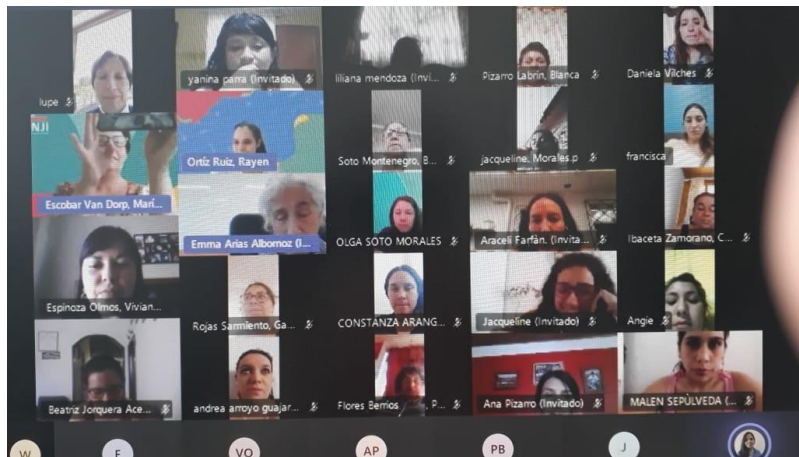 lupe
yanina parra (Invitado)
liliana mendoza (Invi...
Pizarro Labrin, Blanca
Daniela Vilches
NJI
Escobar Van Dorp, Marí...
Ortíz Ruiz, Rayen
Soto Montenegro, B...
jacqueline, Morales.p
francisca
Emma Arias Albornoz (I...
OLGA SOTO MORALES
Araceli Farfàn. (Invita...
Ibaceta Zamorano, C...
Espinoza Olmos, Vivian...
Rojas Sarmiento, Ga...
CONSTANZA ARANG...
Jacqueline (Invitado)
Angie
Beatriz Jorquera Ace...
andrea arroyo guajar...
Flores Berrios , P...
Ana Pizarro (Invitado)
MALEN SEPÙLVEDA (...
W
F
VO
AP
PB
J